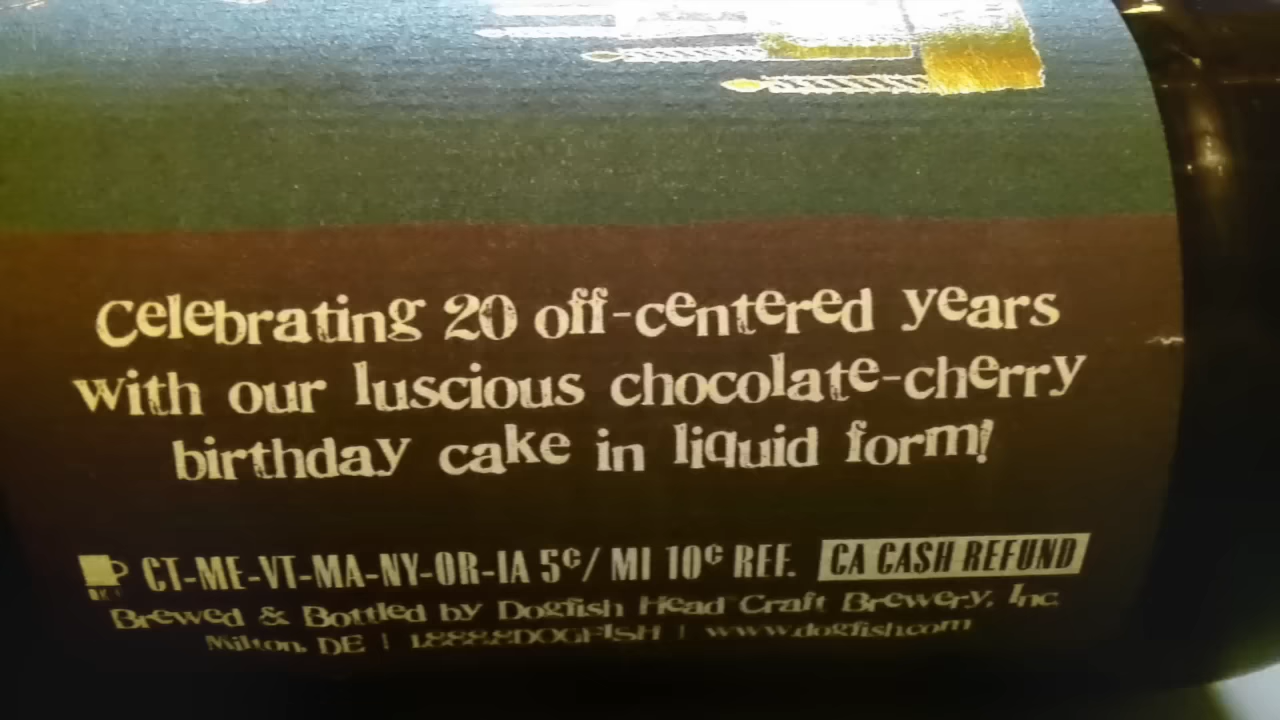 Celebrating 20 off-centered years
with our luscious chocolate-cherry
birthday cake in liquid form!
CT-ME-VT-MA-NY-OR-IA 5¢/ MI 10¢ REF. CA CASH REFUND
Brewed & Bottled by Dogfish Head Craft Brewery, Inc.
Milton, DE | 1.888.8DOGFISH | www.dogfish.com